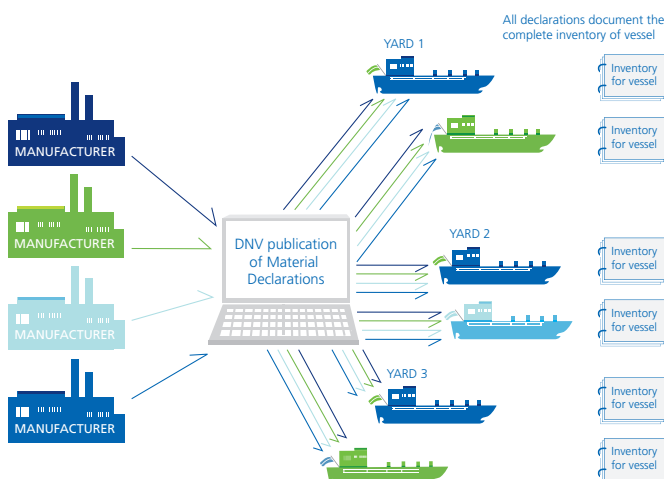 All declarations document the
complete inventory of vessel
YARD 1
Inventory
for vessel
MANUFACTURER
Inventory
for vessel
MANUFACTURER
DNV publication
of Material
Declarations
YARD 2
Inventory
for vessel
MANUFACTURER
Inventory
for vessel
YARD 3
Inventory
for vessel
MANUFACTURER
Inventory
for vessel